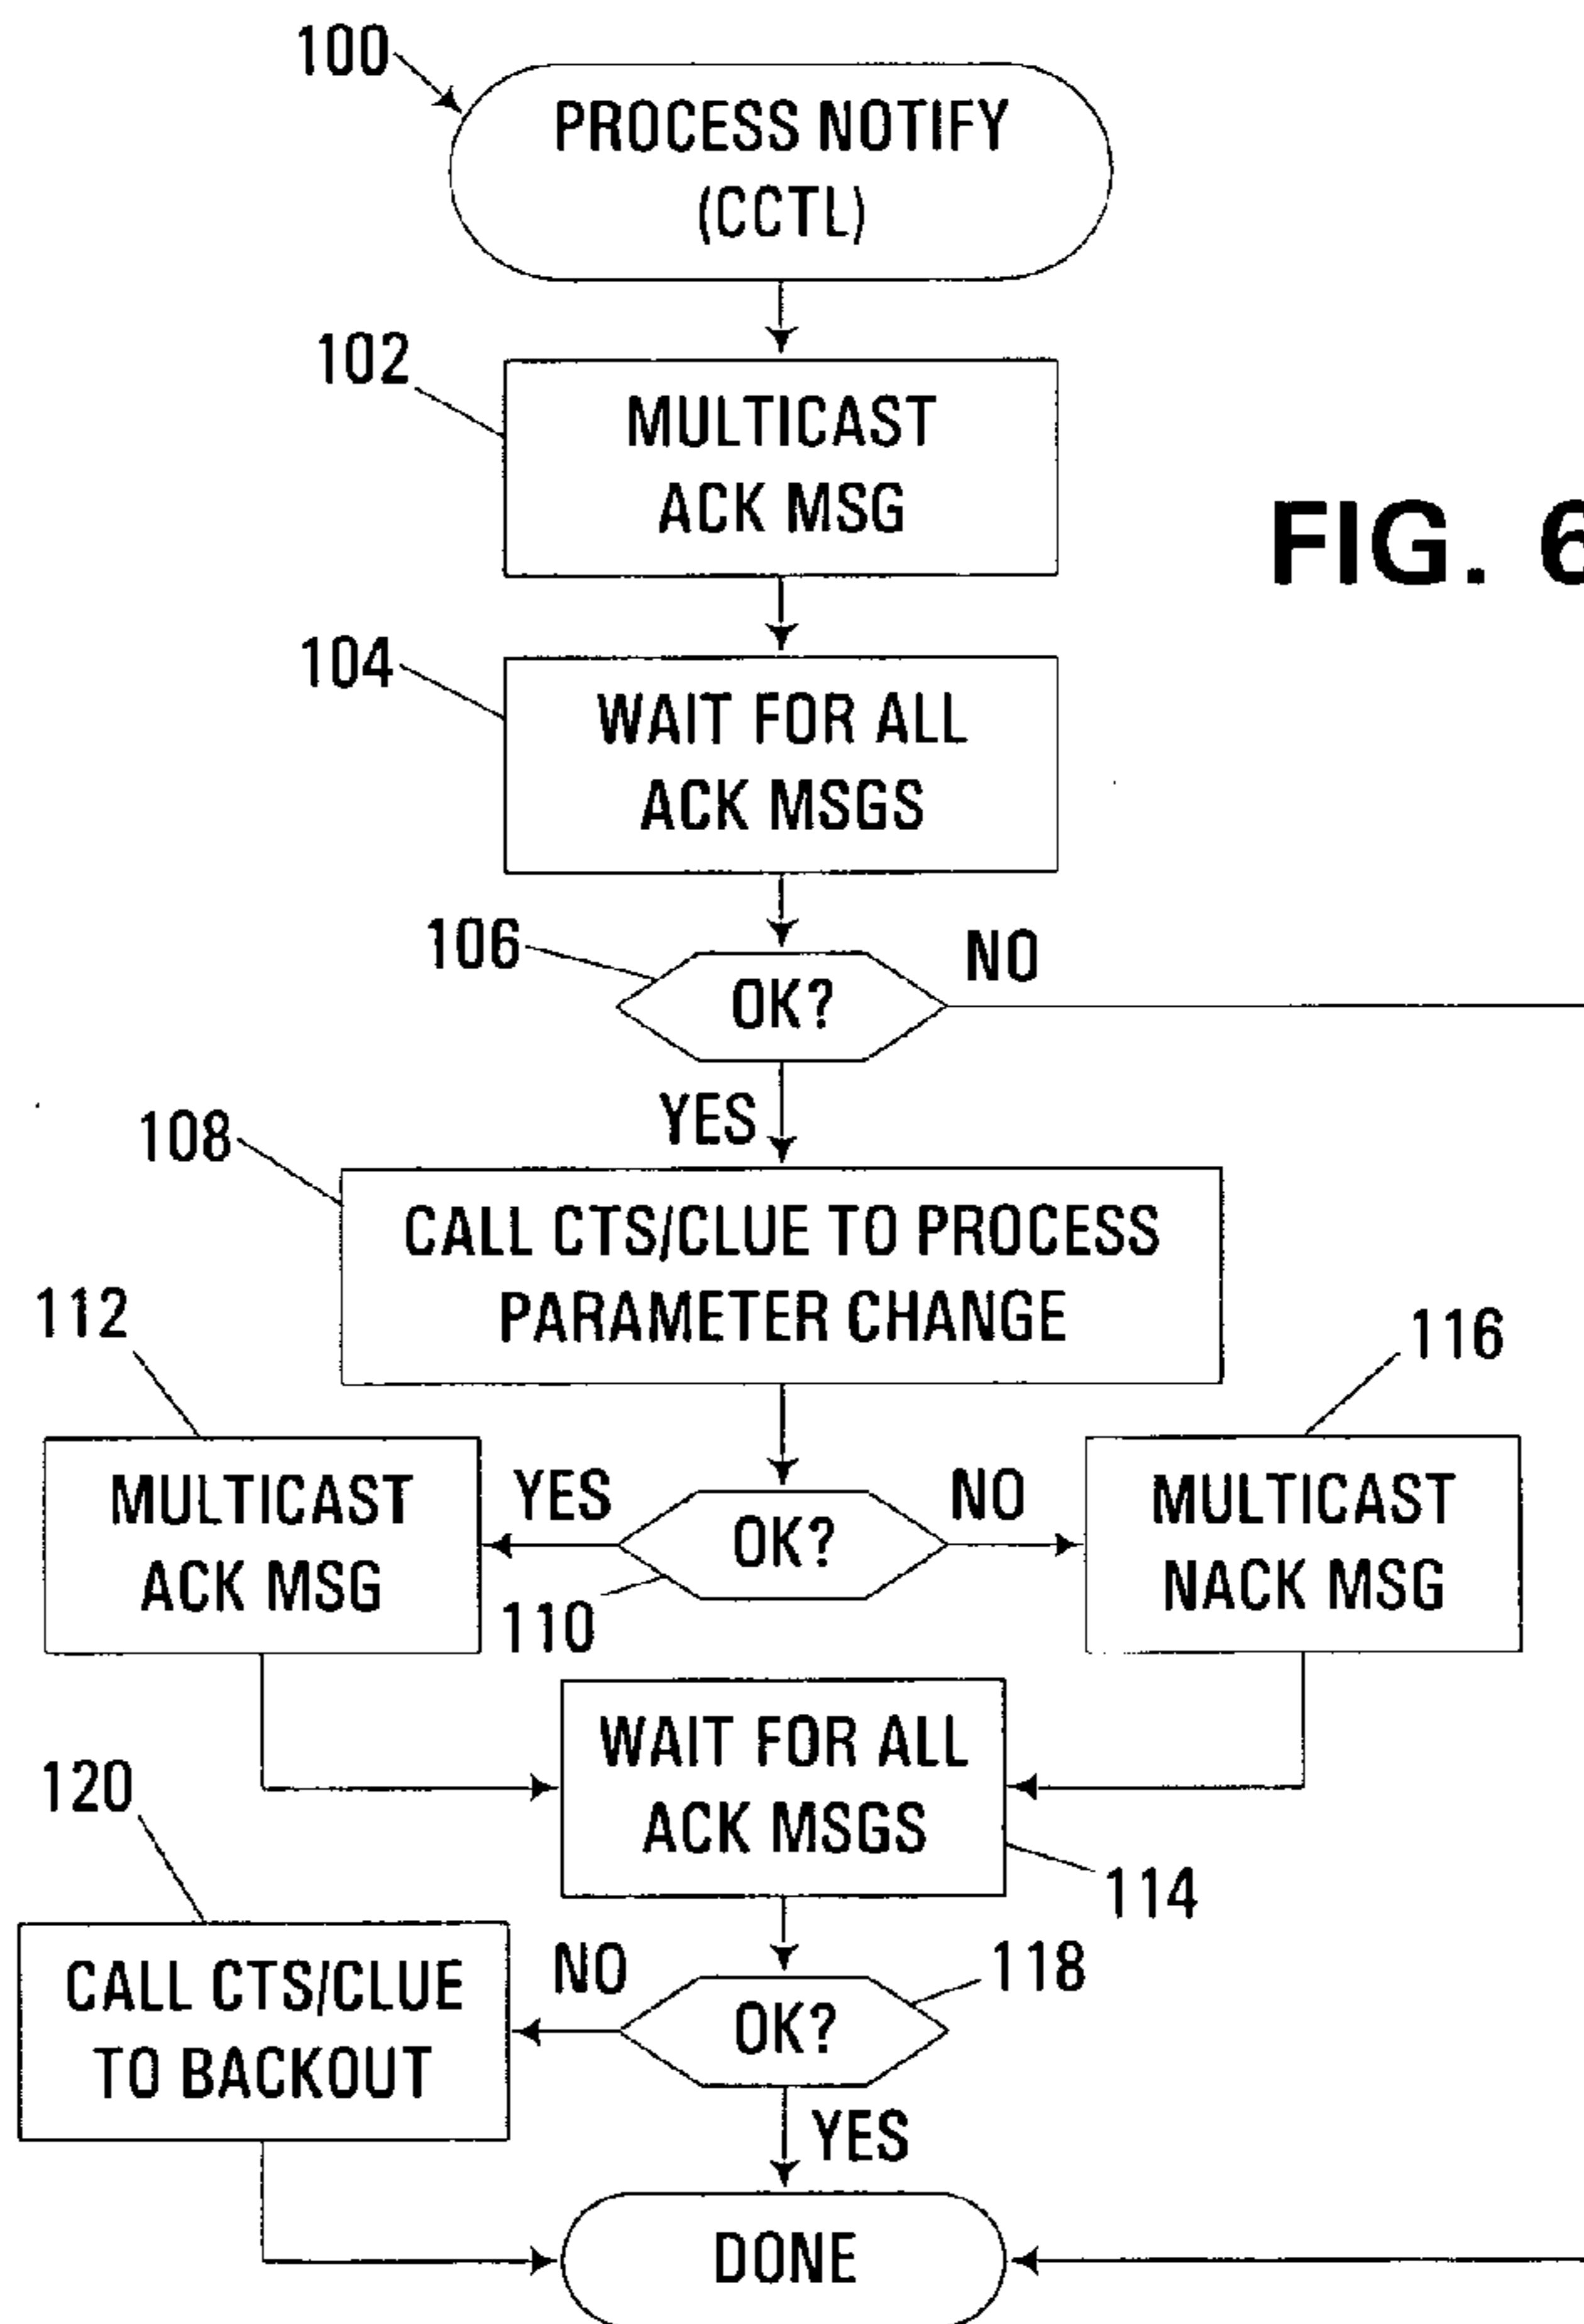 100
PROCESS NOTIFY
(CCTL)
102
MULTICAST
ACK MSG
FIG. 6
104
WAIT FOR ALL
ACK MSGS
106
OK?
NO
YES
108
CALL CTS/CLUE TO PROCESS
PARAMETER CHANGE
112
116
MULTICAST
ACK MSG
YES
OK?
NO
MULTICAST
NACK MSG
110
WAIT FOR ALL
ACK MSGS
114
120
CALL CTS/CLUE
TO BACKOUT
NO
OK?
118
YES
DONE